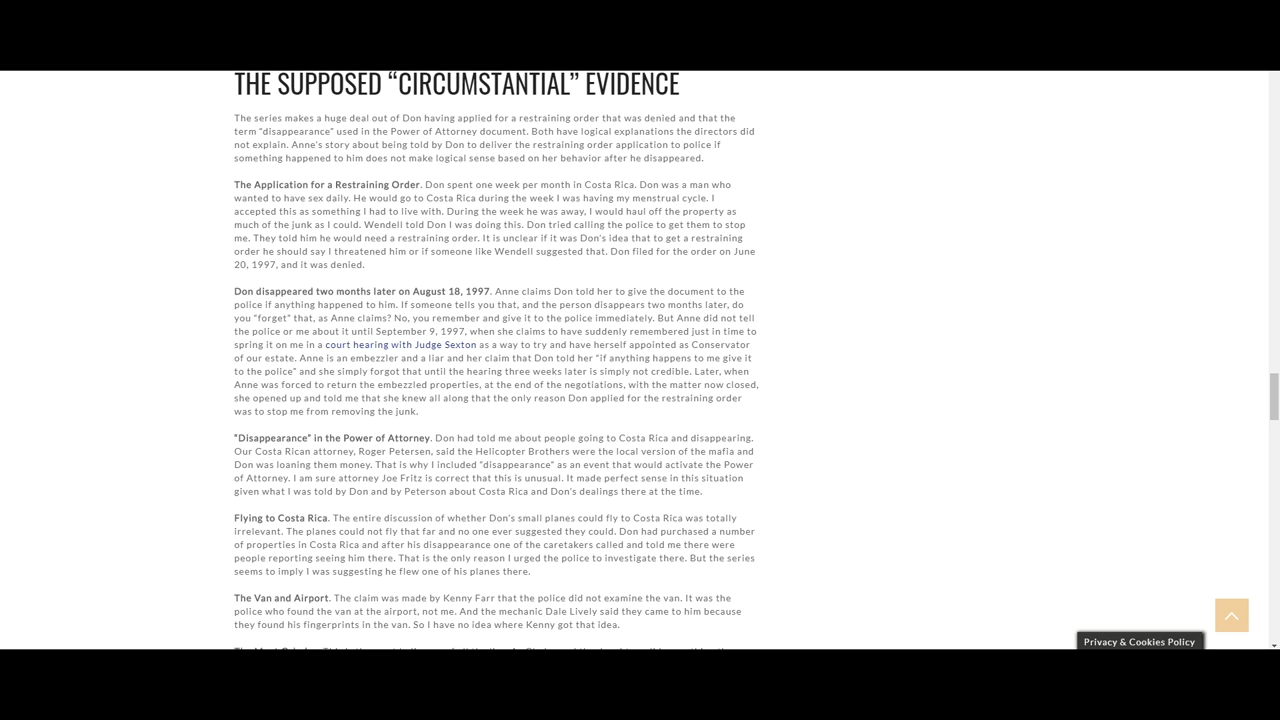 THE SUPPOSED “CIRCUMSTANTIAL” EVIDENCE
The series makes a huge deal out of Don having applied for a restraining order that was denied and that the
term “disappearance” used in the Power of Attorney document. Both have logical explanations the directors did
not explain. Anne’s story about being told by Don to deliver the restraining order application to police if
something happened to him does not make logical sense based on her behavior after he disappeared.
The Application for a Restraining Order. Don spent one week per month in Costa Rica. Don was a man who
wanted to have sex daily. He would go to Costa Rica during the week I was having my menstrual cycle. I
accepted this as something I had to live with. During the week he was away, I would haul off the property as
much of the junk as I could. Wendell told Don I was doing this. Don tried calling the police to get them to stop
me. They told him he would need a restraining order. It is unclear if it was Don’s idea that to get a restraining
order he should say I threatened him or if someone like Wendell suggested that. Don filed for the order on June
20, 1997, and it was denied.
Don disappeared two months later on August 18, 1997. Anne claims Don told her to give the document to the
police if anything happened to him. If someone tells you that, and the person disappears two months later, do
you “forget” that, as Anne claims? No, you remember and give it to the police immediately. But Anne did not tell
the police or me about it until September 9, 1997, when she claims to have suddenly remembered just in time to
spring it on me in a court hearing with Judge Sexton as a way to try and have herself appointed as Conservator
of our estate. Anne is an embezzler and a liar and her claim that Don told her “if anything happens to me give it
to the police” and she simply forgot that until the hearing three weeks later is simply not credible. Later, when
Anne was forced to return the embezzled properties, at the end of the negotiations, with the matter now closed,
she opened up and told me that she knew all along that the only reason Don applied for the restraining order
was to stop me from removing the junk.
“Disappearance” in the Power of Attorney. Don had told me about people going to Costa Rica and disappearing.
Our Costa Rican attorney, Roger Petersen, said the Helicopter Brothers were the local version of the mafia and
Don was loaning them money. That is why I included “disappearance” as an event that would activate the Power
of Attorney. I am sure attorney Joe Fritz is correct that this is unusual. It made perfect sense in this situation
given what I was told by Don and by Peterson about Costa Rica and Don’s dealings there at the time.
Flying to Costa Rica. The entire discussion of whether Don’s small planes could fly to Costa Rica was totally
irrelevant. The planes could not fly that far and no one ever suggested they could. Don had purchased a number
of properties in Costa Rica and after his disappearance one of the caretakers called and told me there were
people reporting seeing him there. That is the only reason I urged the police to investigate there. But the series
seems to imply I was suggesting he flew one of his planes there.
The Van and Airport. The claim was made by Kenny Farr that the police did not examine the van. It was the
police who found the van at the airport, not me. And the mechanic Dale Lively said they came to him because
they found his fingerprints in the van. So I have no idea where Kenny got that idea.
Privacy & Cookies Policy